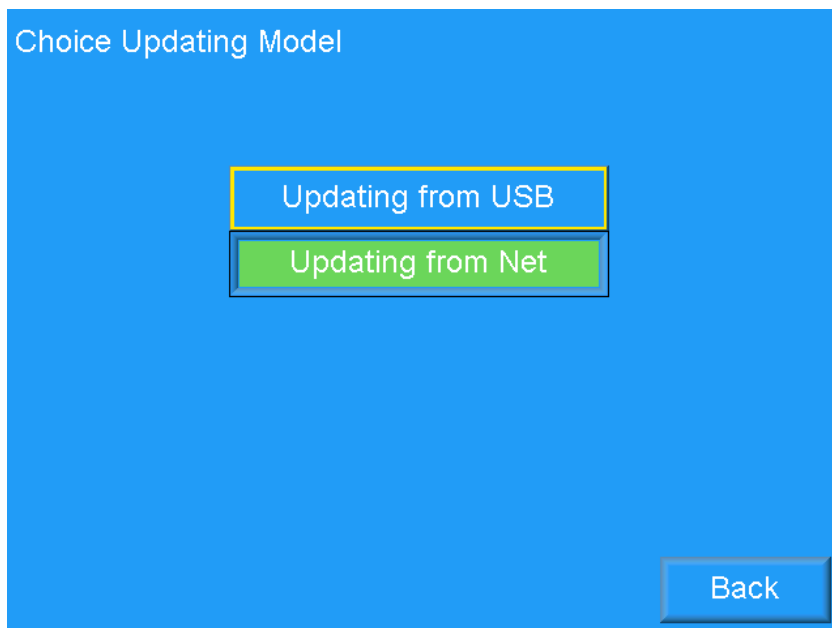 Choice Updating Model
Updating from USB
Updating from Net
Back